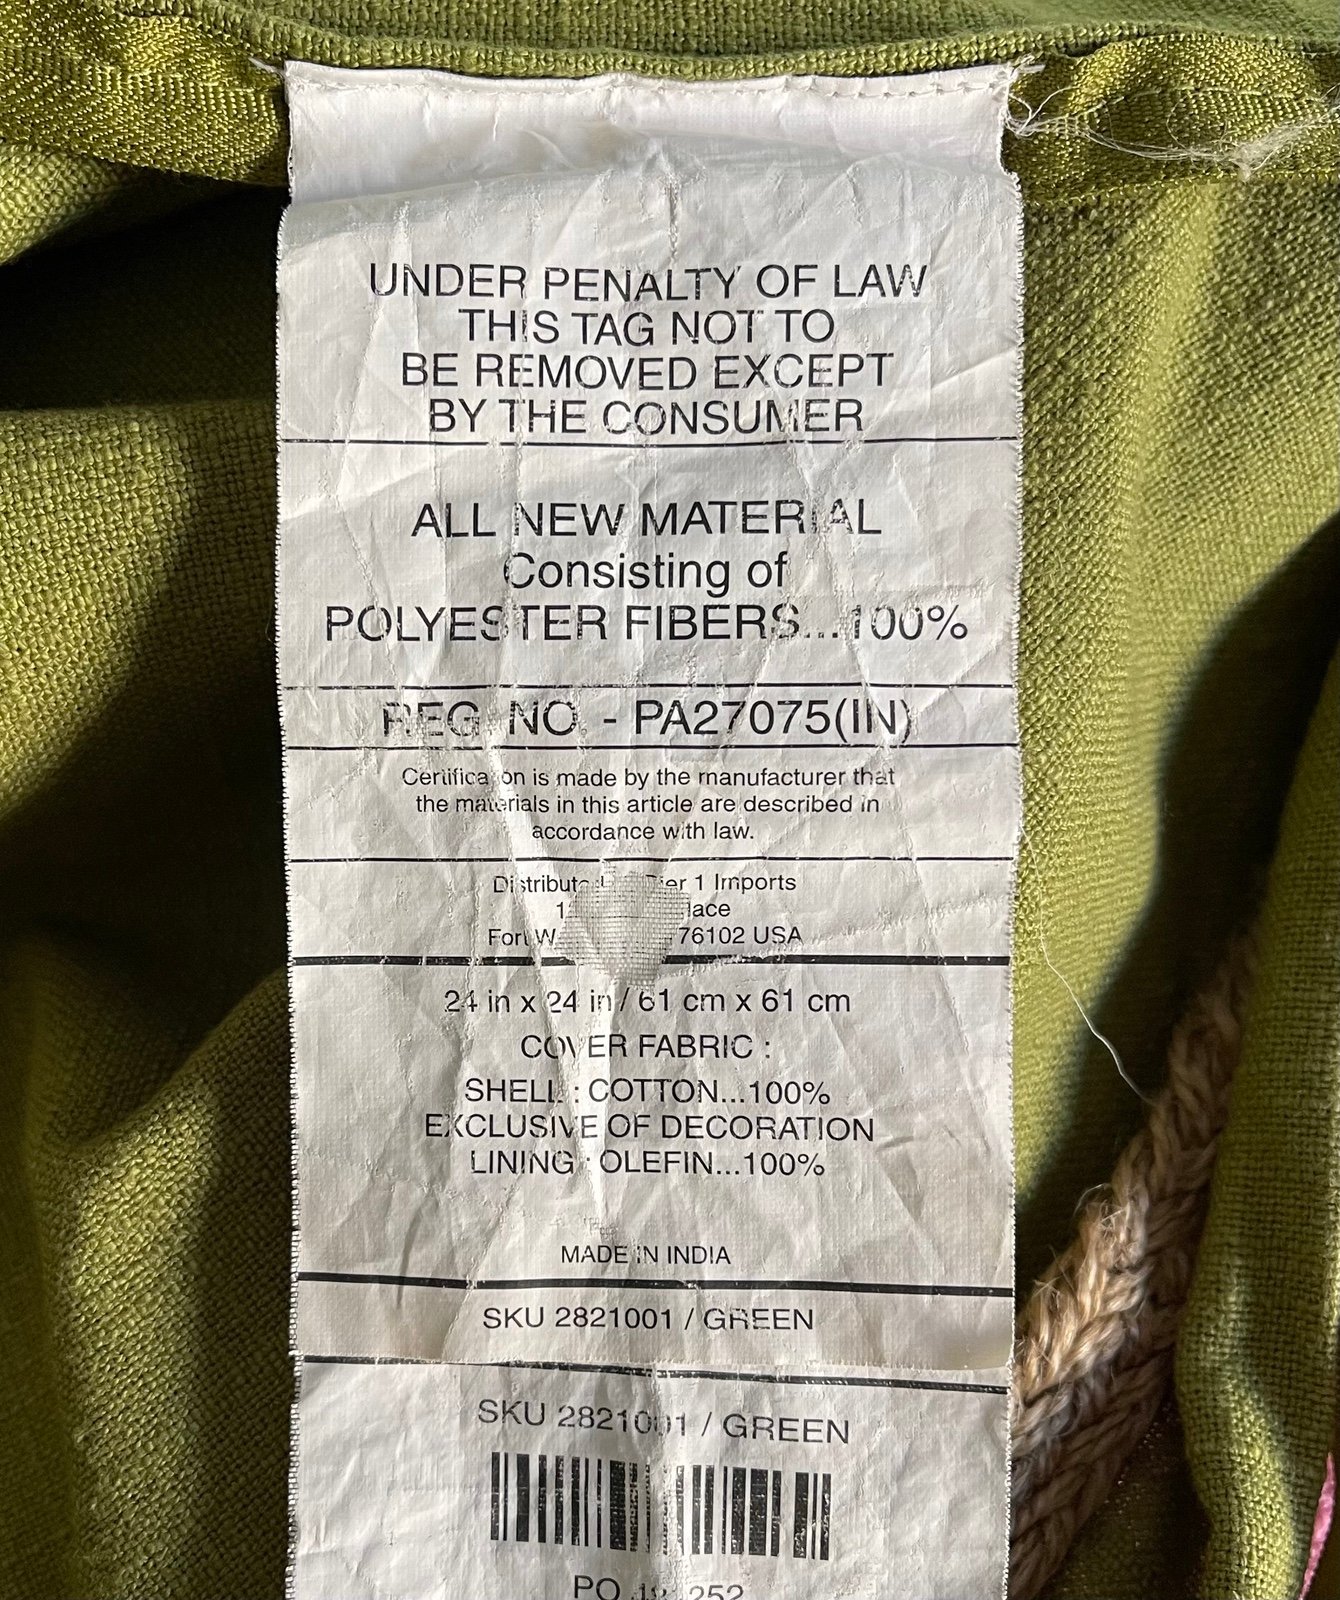 UNDER PENALTY OF LAW
THIS TAG NOT TO
BE REMOVED EXCEPT
BY THE CONSUMER
ALL NEW MATERIAL
Consisting of
POLYESTER FIBERS...100%
REG. NO. - PA27075(IN)
Certification is made by the manufacturer that
the materials in this article are described in
accordance with law.
Distributed Pier 1 Imports
Fort 76102 USA
24 in x 24 in / 61 cm x 61 cm
COVER FABRIC :
SHELL : COTTON...100%
EXCLUSIVE OF DECORATION
LINING : OLEFIN...100%
MADE IN INDIA
SKU 2821001 / GREEN
SKU 2821001 / GREEN
PO